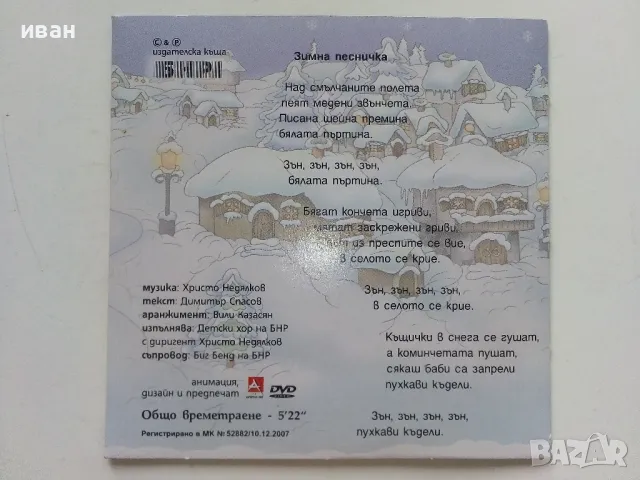 иван
© & ℗
издателска къща
Зимна песничка
Над смълчаните полета
пеят медени звънчета.
Писана шейна премина
бялата пъртина.
Зън, зън, зън, зън,
бялата пъртина.
Бягат кончета игриви,
мятат заскрежени гриви,
из преспите се вие,
в селото се крие.
Зън, зън, зън, зън,
в селото се крие.
Къщички в снега се гушат,
а коминчетата пушат,
сякаш баби са запрели
пухкави къдели.
Зън, зън, зън, зън,
пухкави къдели.
музика: Христо Недялков
текст: Димитър Спасов
аранжимент: Вили Казасян
изпълнява: Детски хор на БНР
с диригент Христо Недялков
съпровод: Биг Бенд на БНР
анимация,
дизайн и предпечат
DVD
Общо времетраене - 5'22"
Регистрирано в МК № 52882/10.12.2007
BAZAR
bg